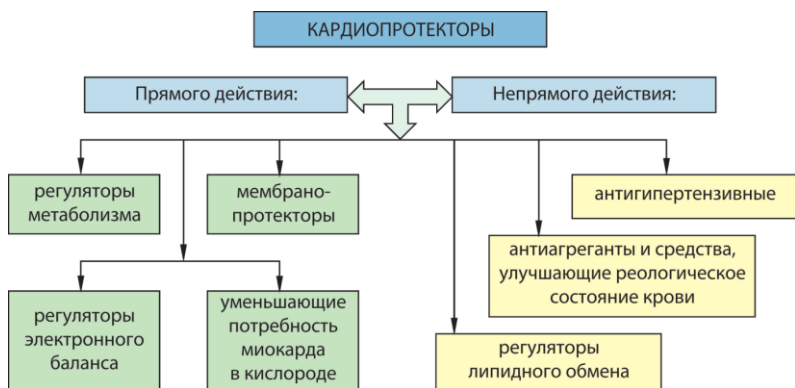 КАРДИОПРОТЕКТОРЫ
Прямого действия:
Непрямого действия:
регуляторы
метаболизма
мембрано-
протекторы
антигипертензивные
антиагреганты и средства,
улучшающие реологическое
состояние крови
регуляторы
электронного
баланса
уменьшающие
потребность
миокарда
в кислороде
регуляторы
липидного обмена